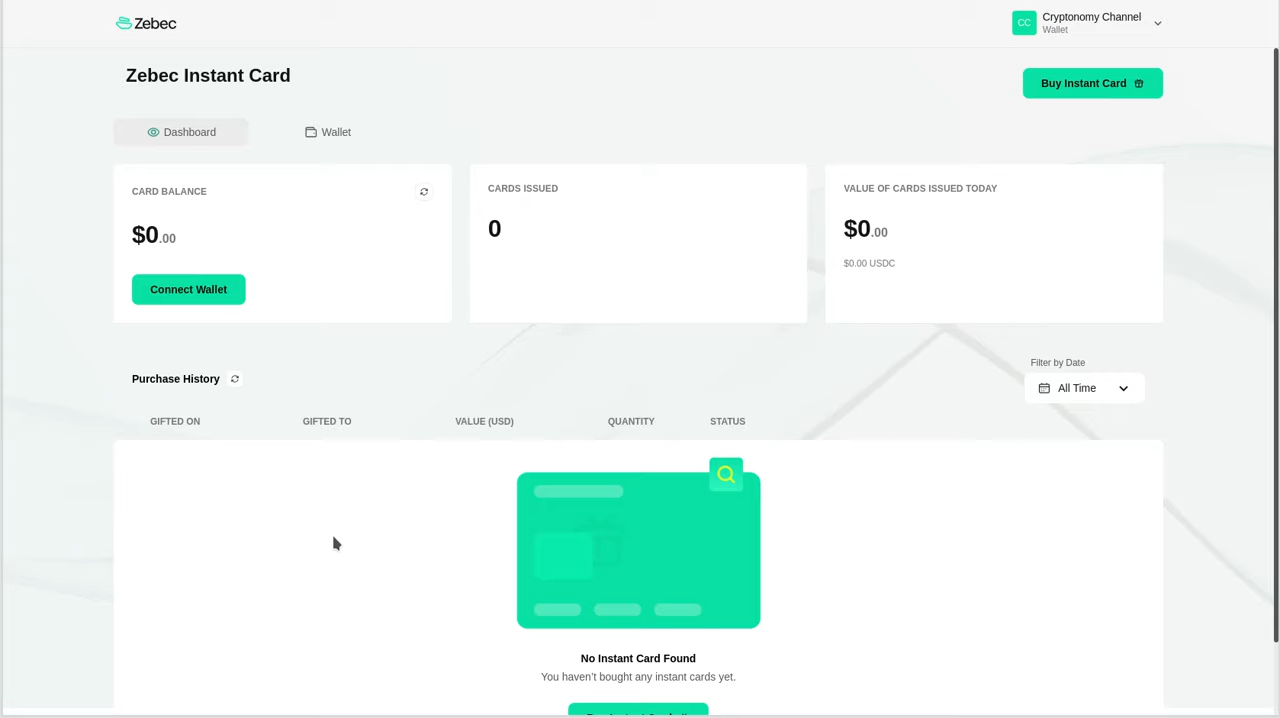 Zebec
CC
Cryptonomy Channel
Wallet
Zebec Instant Card
Buy Instant Card
Dashboard
Wallet
CARD BALANCE
$0.00
Connect Wallet
CARDS ISSUED
0
VALUE OF CARDS ISSUED TODAY
$0.00
$0.00 USDC
Purchase History
Filter by Date
All Time
GIFTED ON GIFTED TO VALUE (USD) QUANTITY STATUS
No Instant Card Found
You haven't bought any instant cards yet.